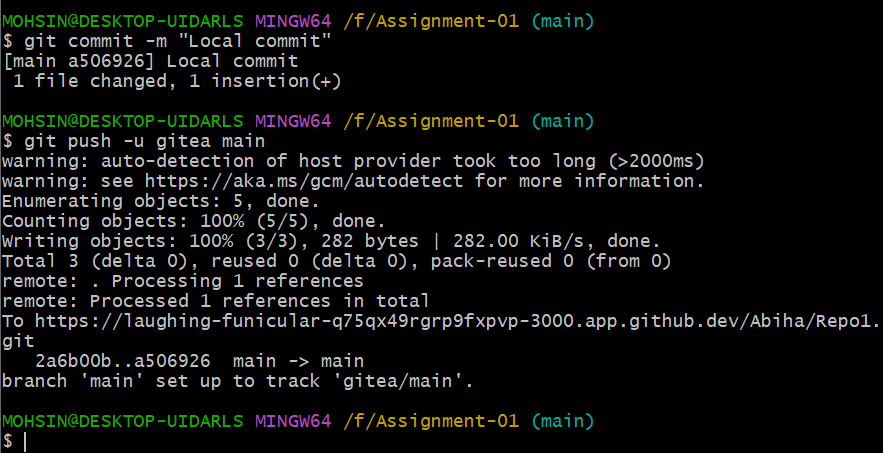 MOHSIN@DESKTOP-UIDARLS MINGW64 /f/Assignment-01 (main)
$ git commit -m "Local commit"
[main a506926] Local commit
 1 file changed, 1 insertion(+)

MOHSIN@DESKTOP-UIDARLS MINGW64 /f/Assignment-01 (main)
$ git push -u gitea main
warning: auto-detection of host provider took too long (>2000ms)
warning: see https://aka.ms/gcm/autodetect for more information.
Enumerating objects: 5, done.
Counting objects: 100% (5/5), done.
Writing objects: 100% (3/3), 282 bytes | 282.00 KiB/s, done.
Total 3 (delta 0), reused 0 (delta 0), pack-reused 0 (from 0)
remote: . Processing 1 references
remote: Processed 1 references in total
To https://laughing-funicular-q75qx49rgrp9fxpvp-3000.app.github.dev/Abiha/Repo1.
git
   2a6b00b..a506926  main -> main
branch 'main' set up to track 'gitea/main'.

MOHSIN@DESKTOP-UIDARLS MINGW64 /f/Assignment-01 (main)
$